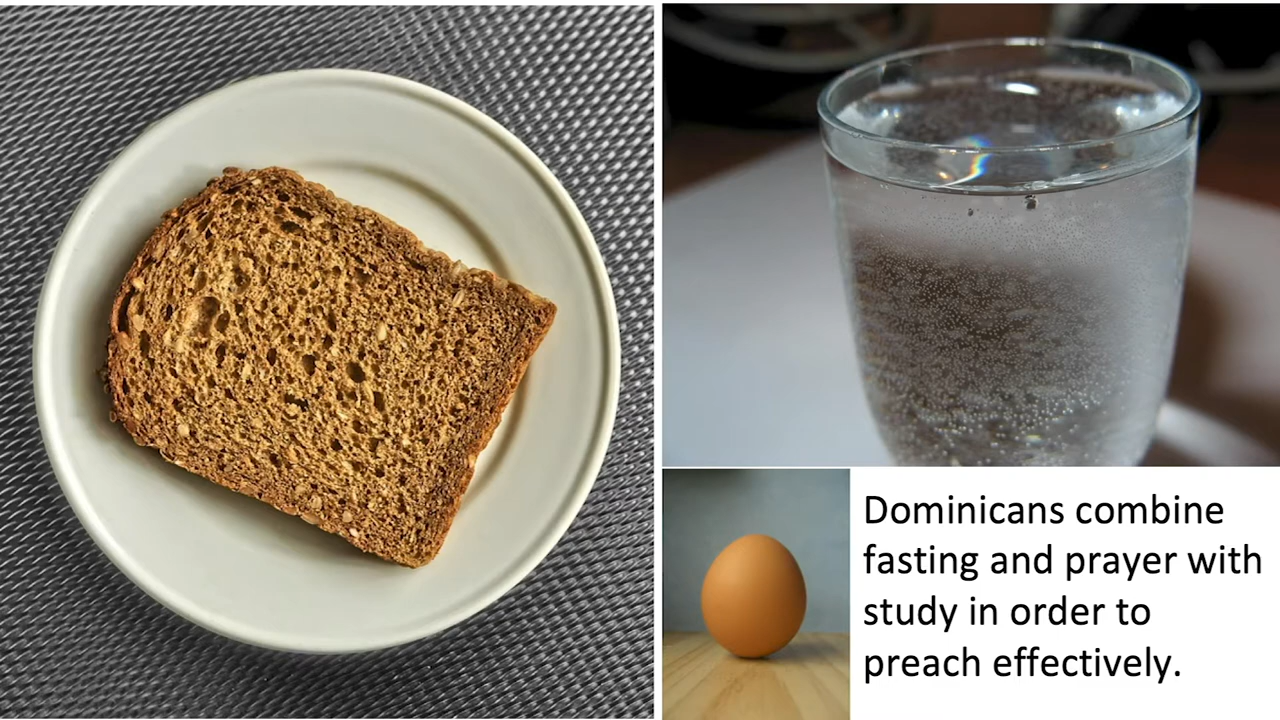 Dominicans combine
fasting and prayer with
study in order to
preach effectively.